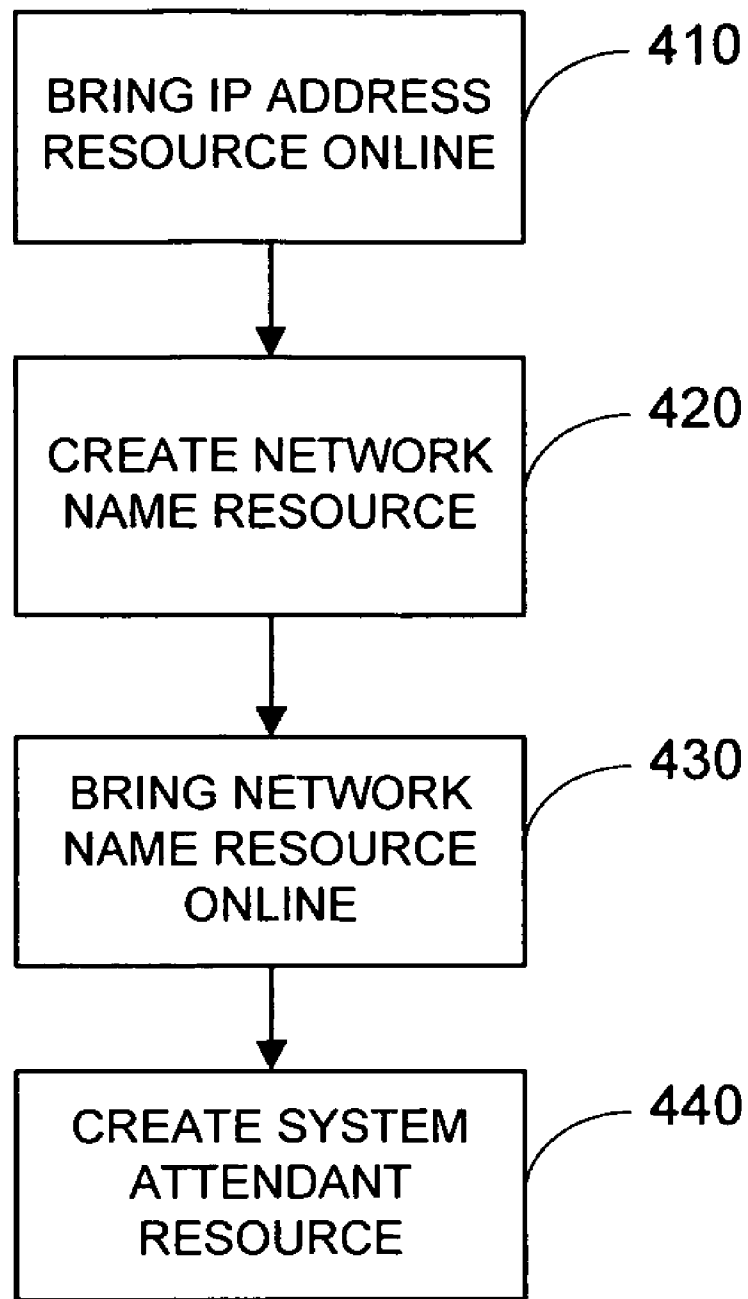 410
BRING IP ADDRESS
RESOURCE ONLINE
420
CREATE NETWORK
NAME RESOURCE
430
BRING NETWORK
NAME RESOURCE
ONLINE
440
CREATE SYSTEM
ATTENDANT
RESOURCE